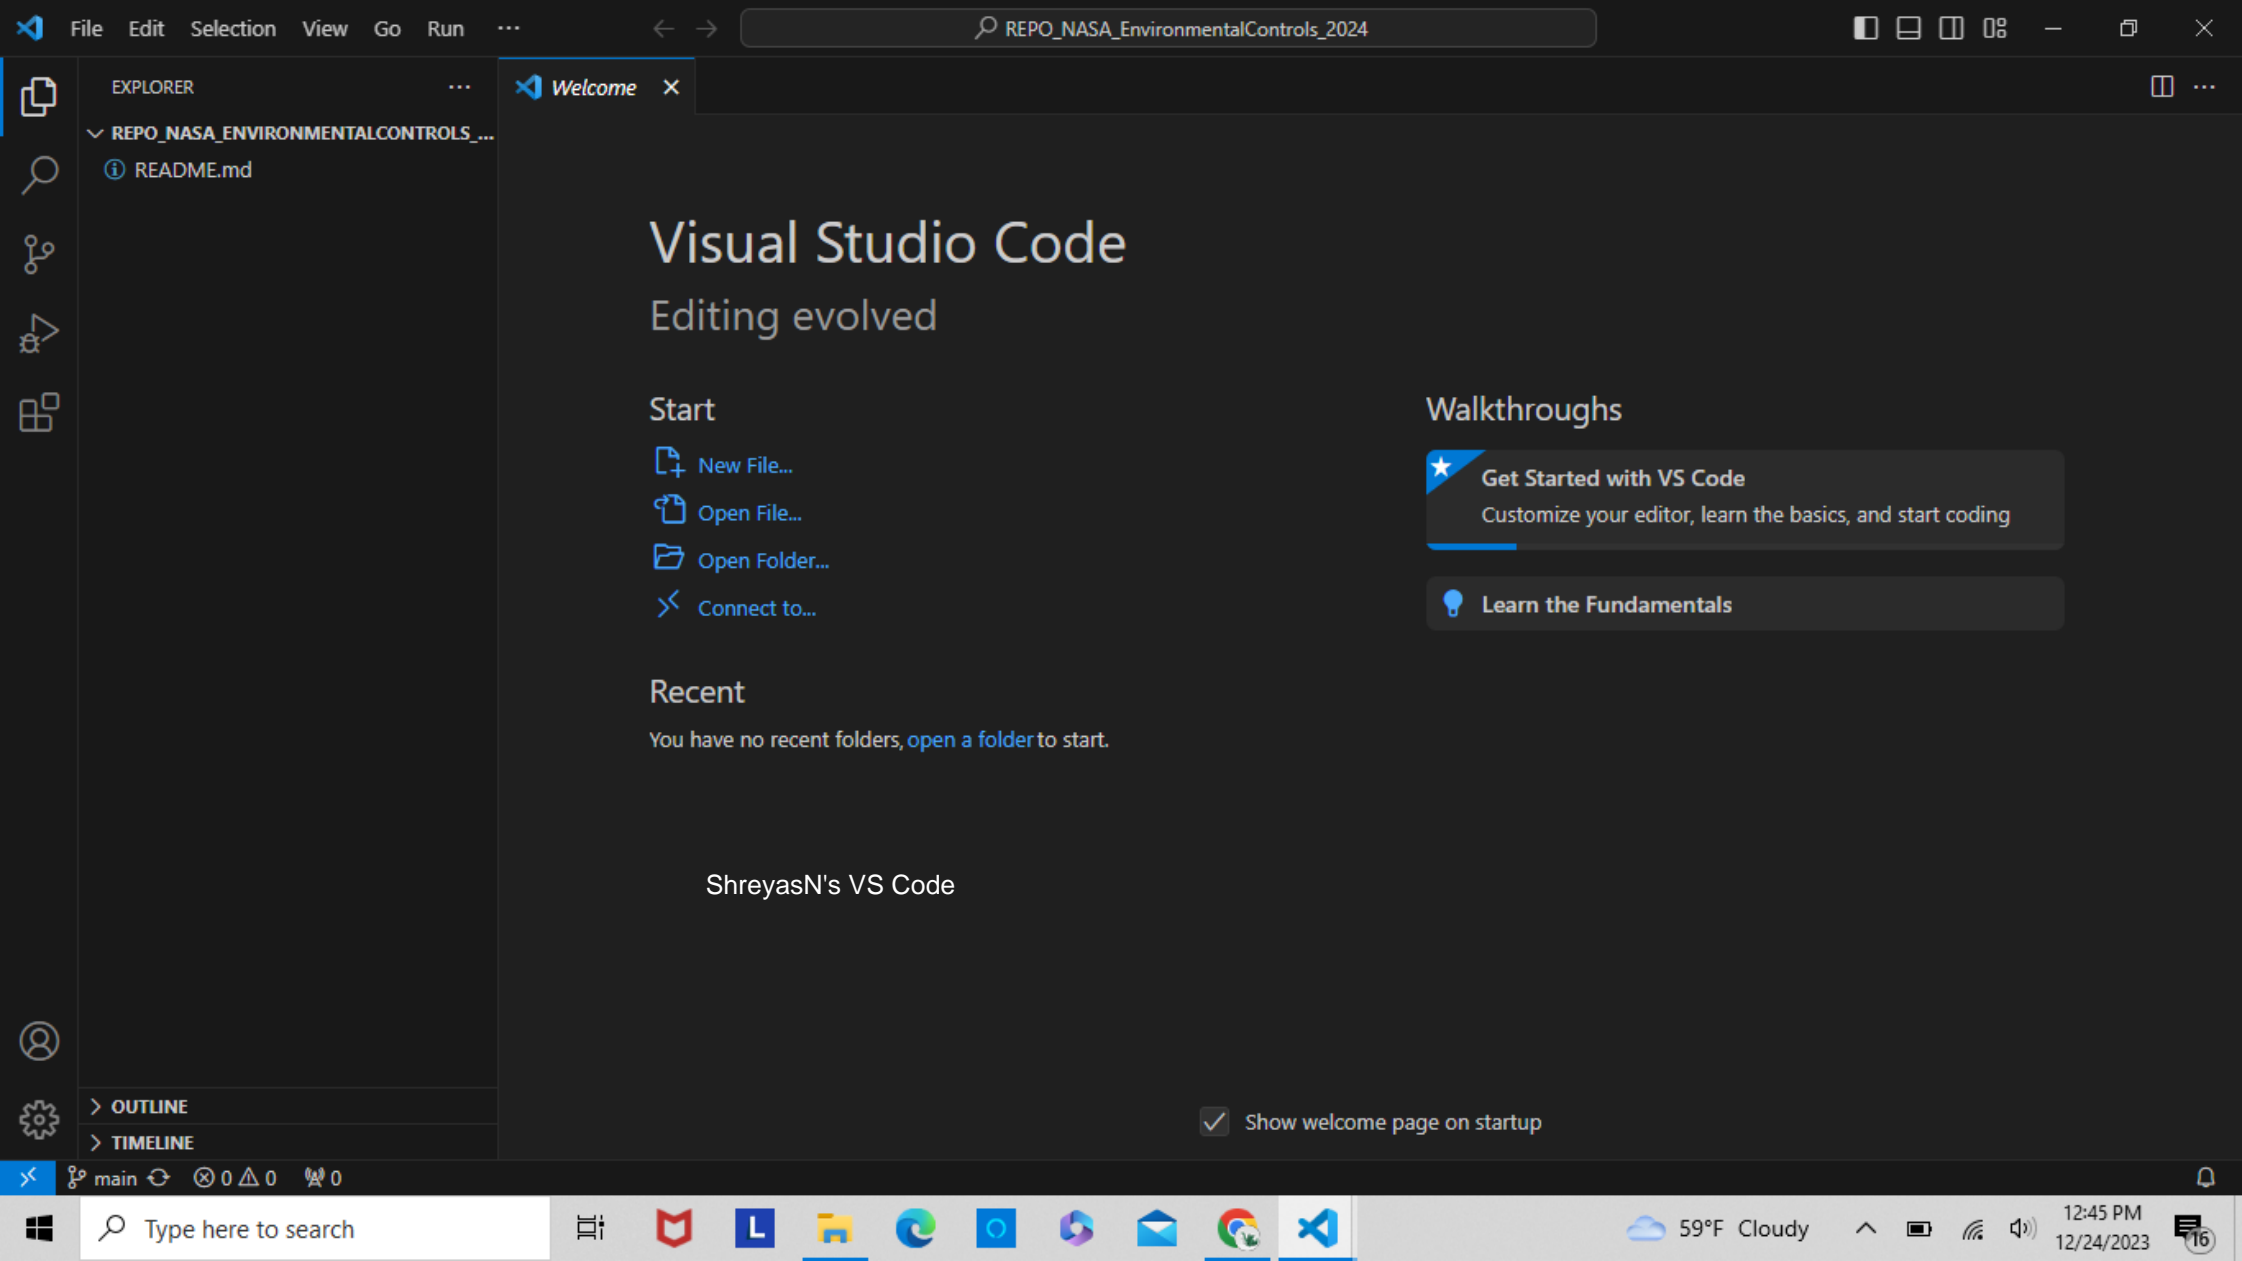 File Edit Selection View Go Run ···
REPO_NASA_EnvironmentalControls_2024
EXPLORER ···
Welcome
REPO_NASA_ENVIRONMENTALCONTROLS_...
README.md
Visual Studio Code
Editing evolved
Start
New File...
Open File...
Open Folder...
Connect to...
Recent
You have no recent folders, open a folder to start.
Walkthroughs
Get Started with VS Code
Customize your editor, learn the basics, and start coding
Learn the Fundamentals
ShreyasN's VS Code
OUTLINE
TIMELINE
Show welcome page on startup
main 0 0 0
Type here to search
L
59°F Cloudy
12:45 PM
12/24/2023
16